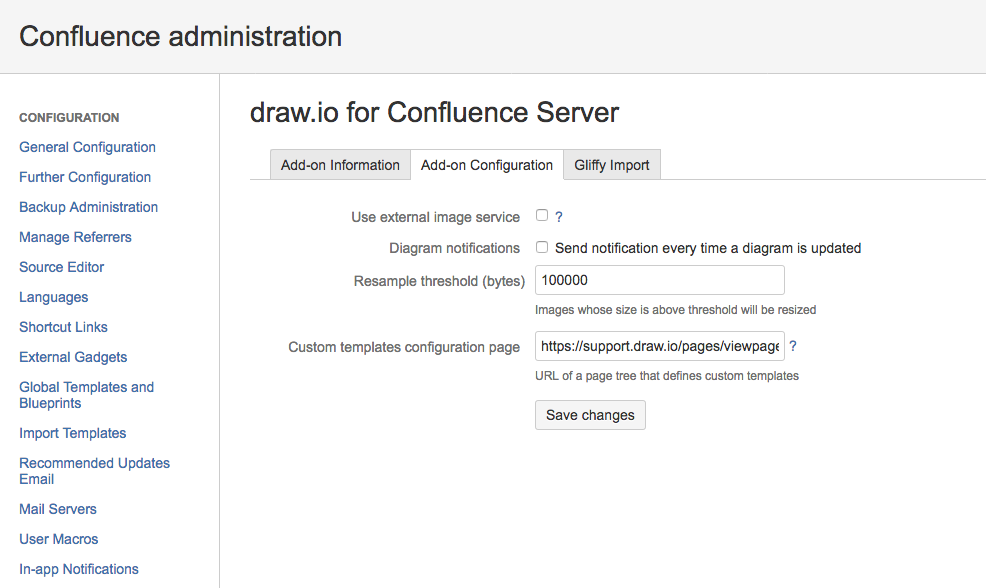 Confluence administration
CONFIGURATION
General Configuration
Further Configuration
Backup Administration
Manage Referrers
Source Editor
Languages
Shortcut Links
External Gadgets
Global Templates and
Blueprints
Import Templates
Recommended Updates
Email
Mail Servers
User Macros
In-app Notifications
draw.io for Confluence Server
Add-on Information
Add-on Configuration
Gliffy Import
Use external image service ?
Diagram notifications Send notification every time a diagram is updated
Resample threshold (bytes) 100000
Images whose size is above threshold will be resized
Custom templates configuration page https://support.draw.io/pages/viewpage ?
URL of a page tree that defines custom templates
Save changes